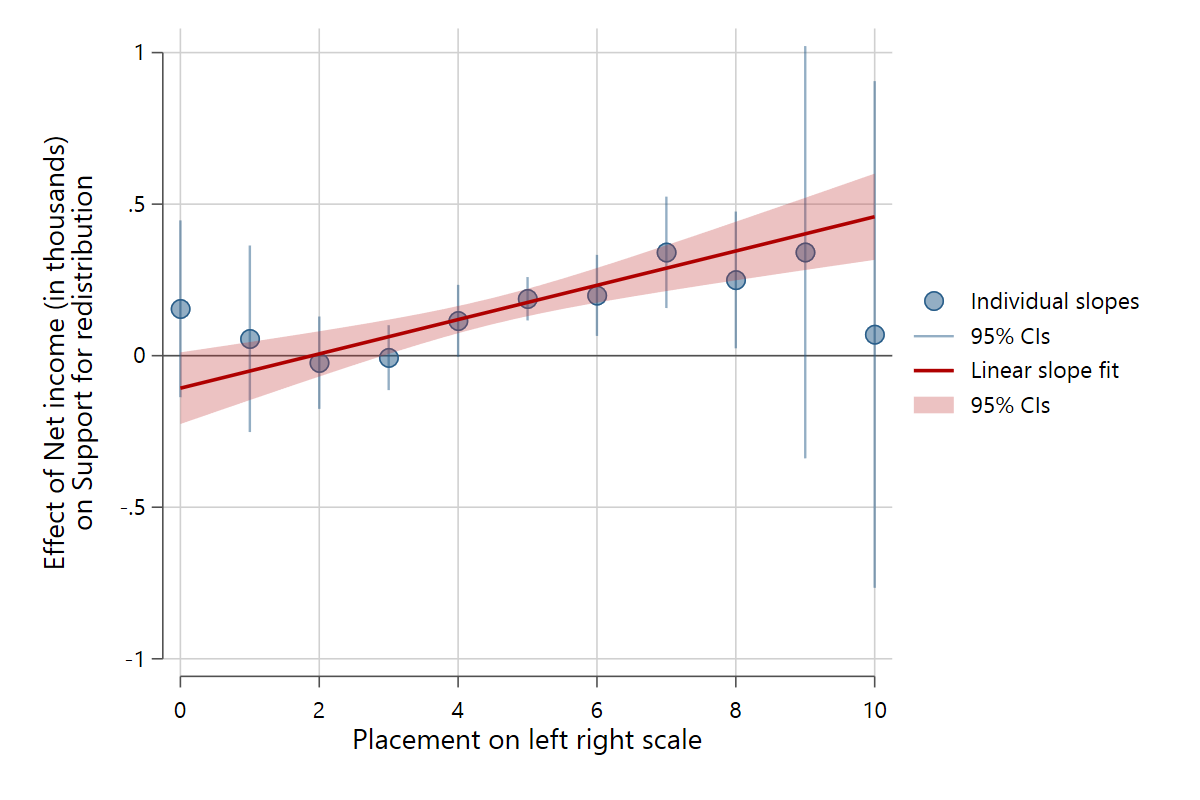 Effect of Net income (in thousands)
on Support for redistribution
1
.5
0
-.5
-1
0 2 4 6 8 10
Placement on left right scale
Individual slopes
95% CIs
Linear slope fit
95% CIs